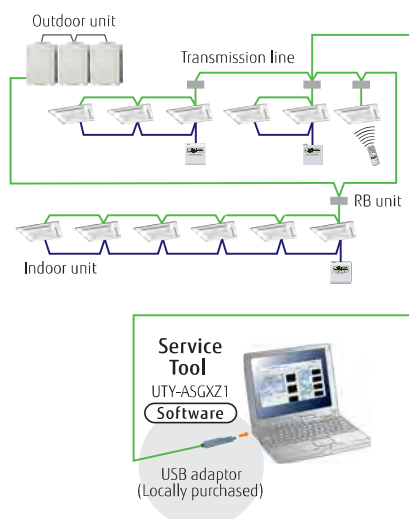 Outdoor unit
Transmission line
RB unit
Indoor unit
Service
Tool
UTY-ASGXZ1
Software
USB adaptor
(Locally purchased)